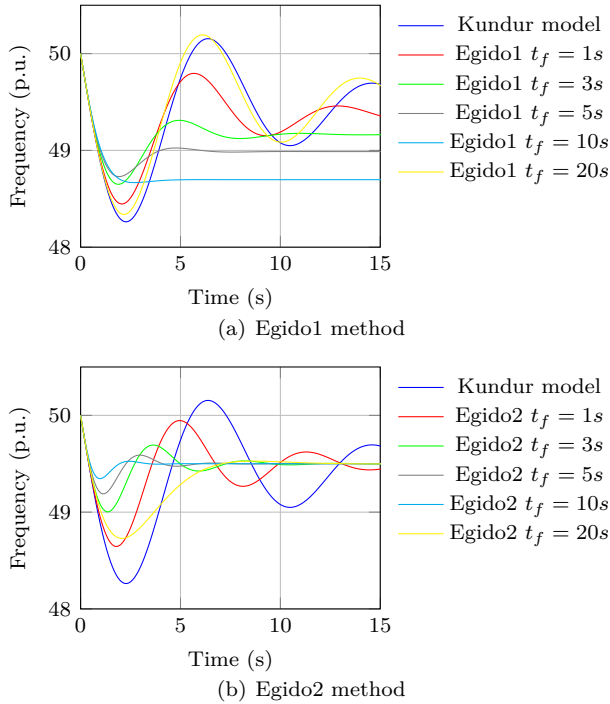 50
49
48
0
5
10
15
Frequency (p.u.)
Time (s)
Kundur model
Egido1 t_f = 1s
Egido1 t_f = 3s
Egido1 t_f = 5s
Egido1 t_f = 10s
Egido1 t_f = 20s
(a) Egido1 method
50
49
48
0
5
10
15
Frequency (p.u.)
Time (s)
Kundur model
Egido2 t_f = 1s
Egido2 t_f = 3s
Egido2 t_f = 5s
Egido2 t_f = 10s
Egido2 t_f = 20s
(b) Egido2 method